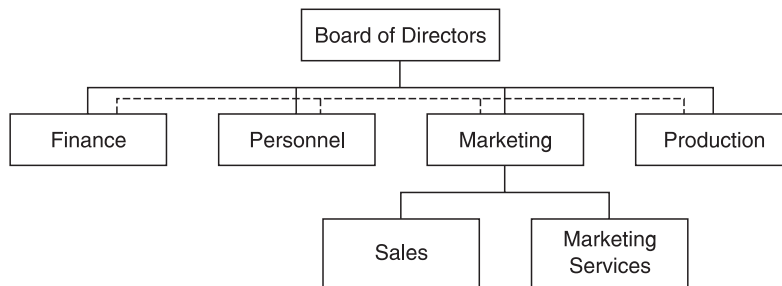 Board of Directors
Finance
Personnel
Marketing
Production
Sales
Marketing
Services